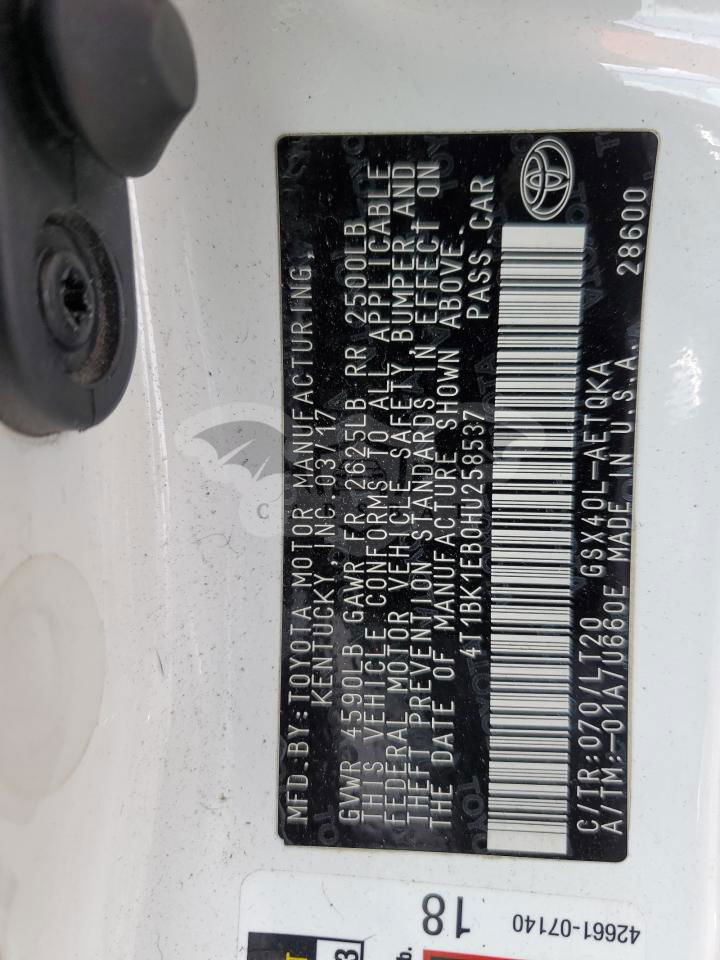 MFD.BY:TOYOTA MOTOR MANUFACTURING,
KENTUCKY, INC. 03/17
GVWR 4590LB GAWR FR 2625LB RR 2500LB
THIS VEHICLE CONFORMS TO ALL APPLICABLE
FEDERAL MOTOR VEHICLE SAFETY, BUMPER AND
THEFT PREVENTION STANDARDS IN EFFECT ON
THE DATE OF MANUFACTURE SHOWN ABOVE.
4T1BK1EB0HU258537 PASS.CAR
C/TR:070/LT20 GSX40L-AETQKA 28600
A/TM:-01A/U660E MADE IN U.S.A.
18
42661-07140